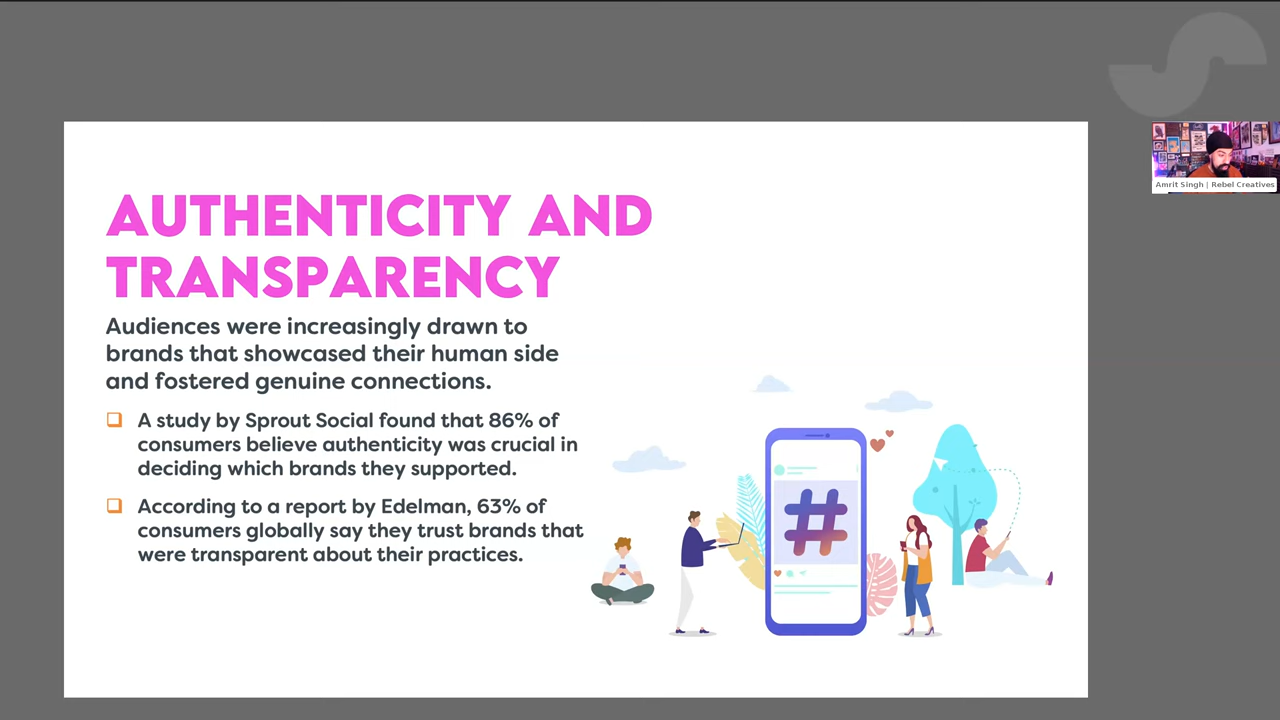 AUTHENTICITY AND
TRANSPARENCY
Audiences were increasingly drawn to
brands that showcased their human side
and fostered genuine connections.
❑ A study by Sprout Social found that 86% of
consumers believe authenticity was crucial in
deciding which brands they supported.
❑ According to a report by Edelman, 63% of
consumers globally say they trust brands that
were transparent about their practices.
#
Amrit Singh | Rebel Creatives